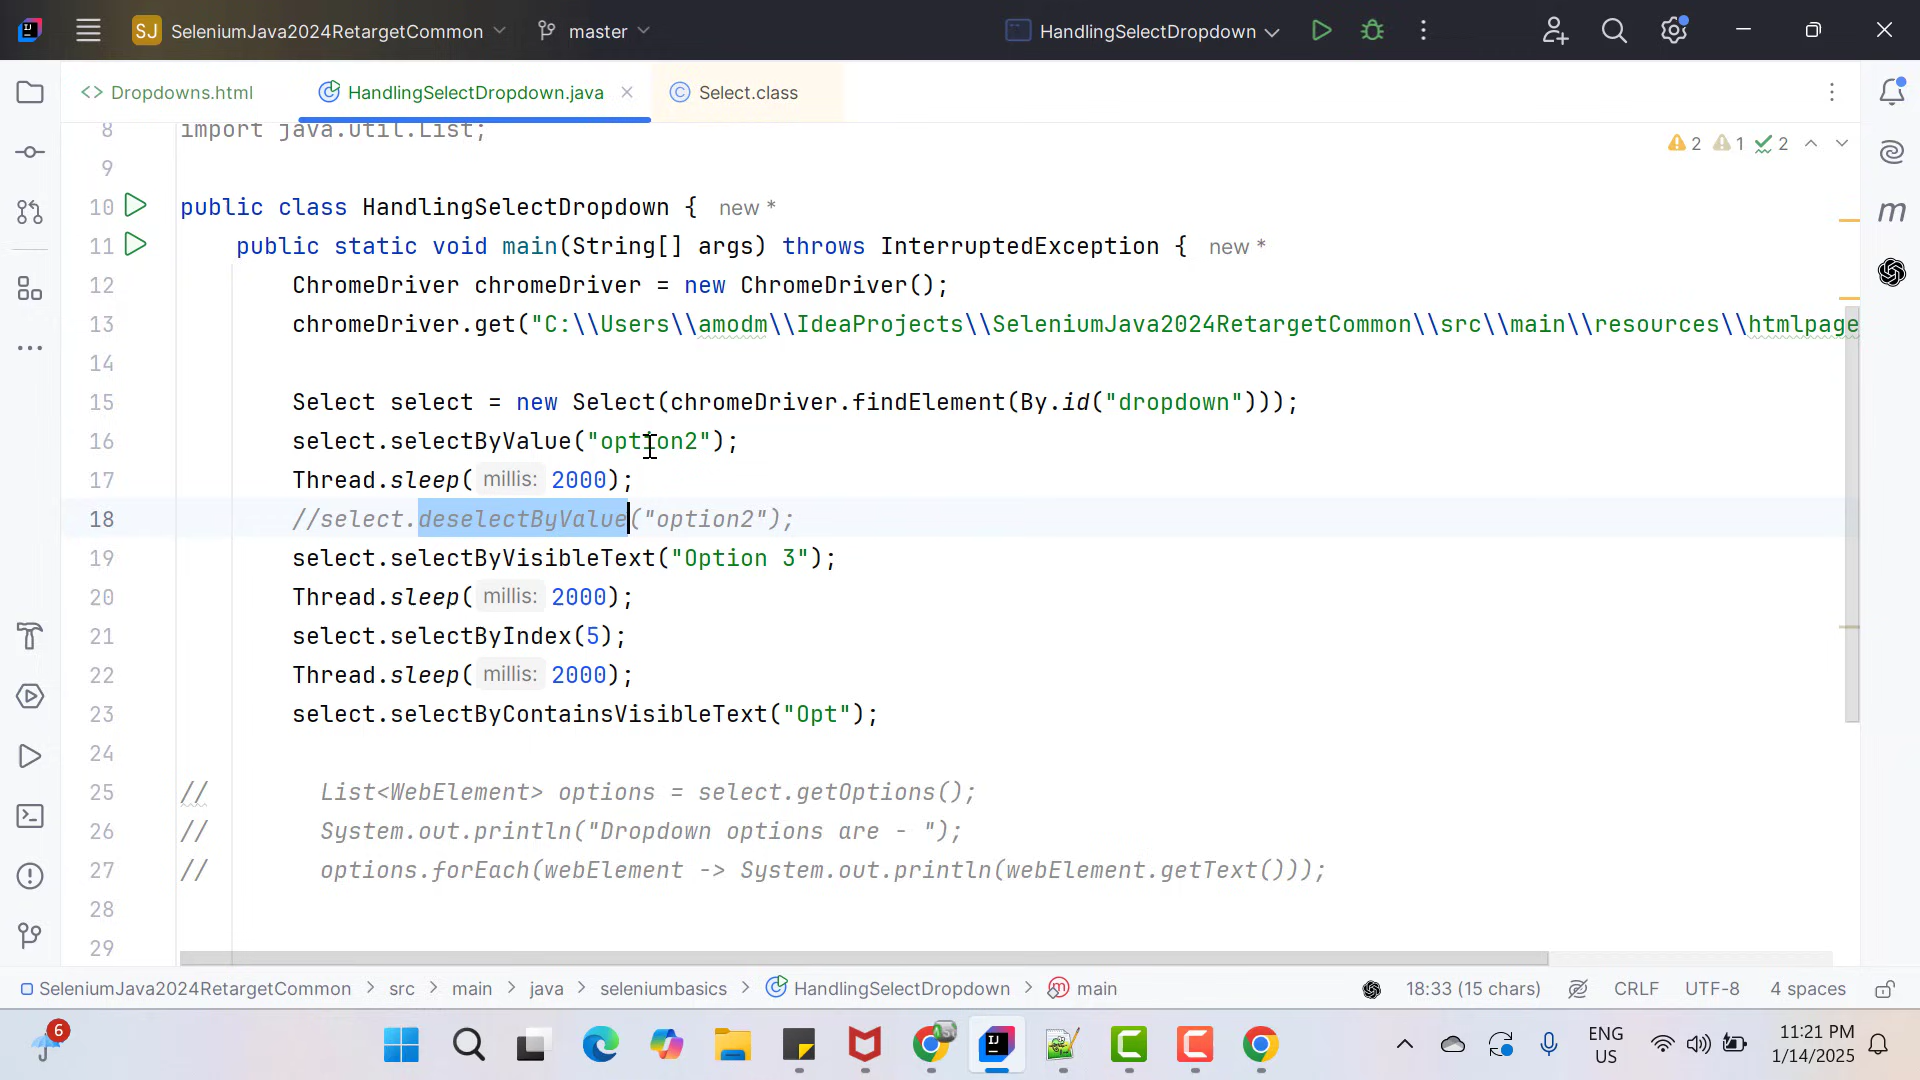 SJ SeleniumJava2024RetargetCommon master HandlingSelectDropdown
<> Dropdowns.html HandlingSelectDropdown.java Select.class
8 import java.util.List;
2 1 2
9
10 public class HandlingSelectDropdown { new *
11 public static void main(String[] args) throws InterruptedException { new *
12 ChromeDriver chromeDriver = new ChromeDriver();
13 chromeDriver.get("C:\\Users\\amodm\\IdeaProjects\\SeleniumJava2024RetargetCommon\\src\\main\\resources\\htmlpage
14
15 Select select = new Select(chromeDriver.findElement(By.id("dropdown")));
16 select.selectByValue("option2");
17 Thread.sleep( millis: 2000);
18 //select.deselectByValue("option2");
19 select.selectByVisibleText("Option 3");
20 Thread.sleep( millis: 2000);
21 select.selectByIndex(5);
22 Thread.sleep( millis: 2000);
23 select.selectByContainsVisibleText("Opt");
24
25 // List<WebElement> options = select.getOptions();
26 // System.out.println("Dropdown options are - ");
27 // options.forEach(webElement -> System.out.println(webElement.getText()));
28
29
SeleniumJava2024RetargetCommon > src > main > java > seleniumbasics > HandlingSelectDropdown > main 18:33 (15 chars) CRLF UTF-8 4 spaces
6 ENG 11:21 PM
US 1/14/2025